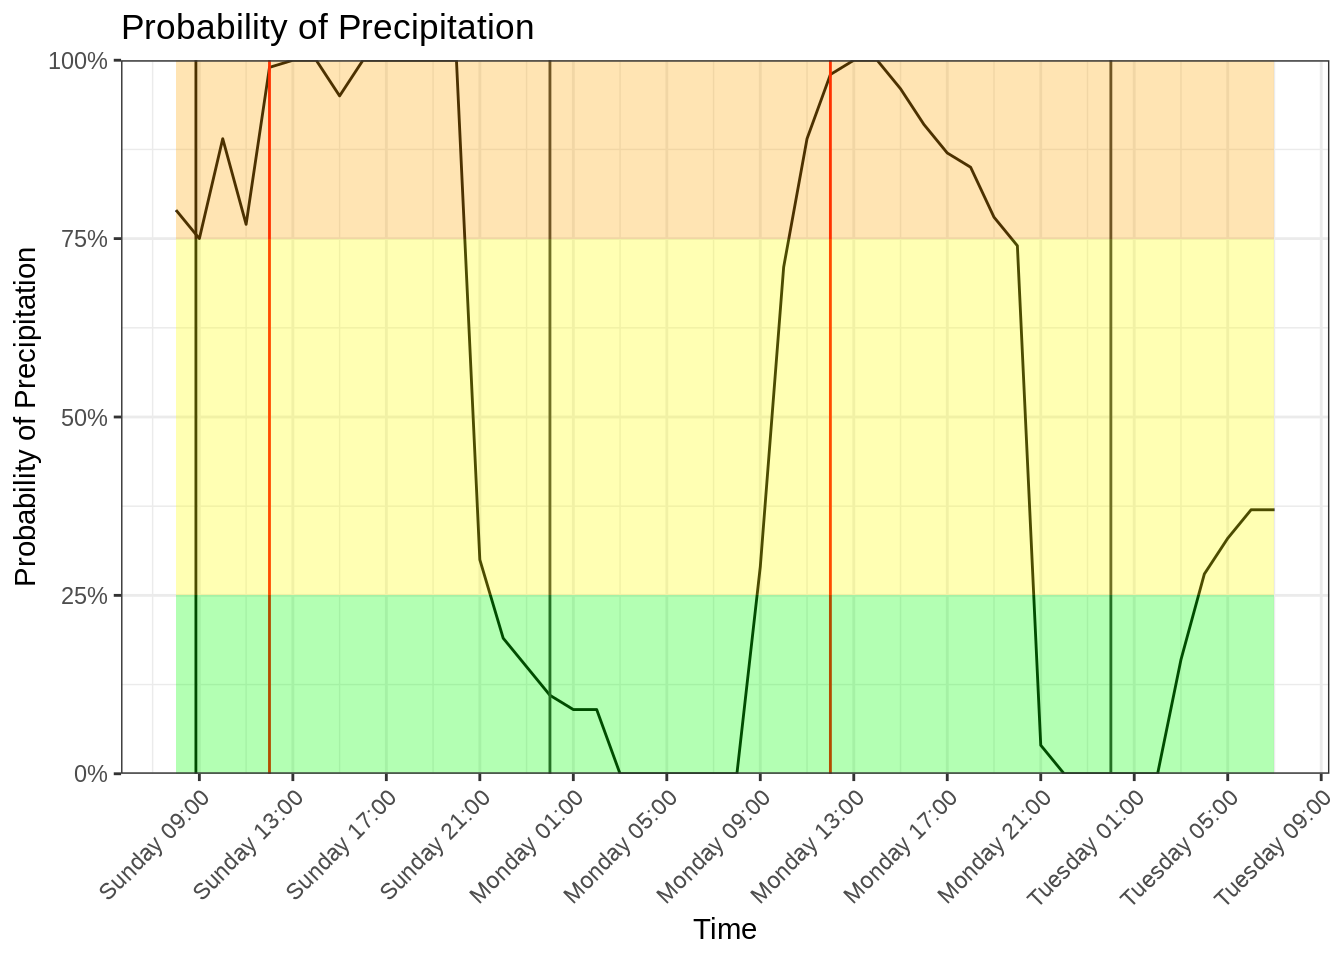 Probability of Precipitation
Probability of Precipitation
100%
75%
50%
25%
0%
Sunday 09:00
Sunday 13:00
Sunday 17:00
Sunday 21:00
Monday 01:00
Monday 05:00
Monday 09:00
Monday 13:00
Monday 17:00
Monday 21:00
Tuesday 01:00
Tuesday 05:00
Tuesday 09:00
Time